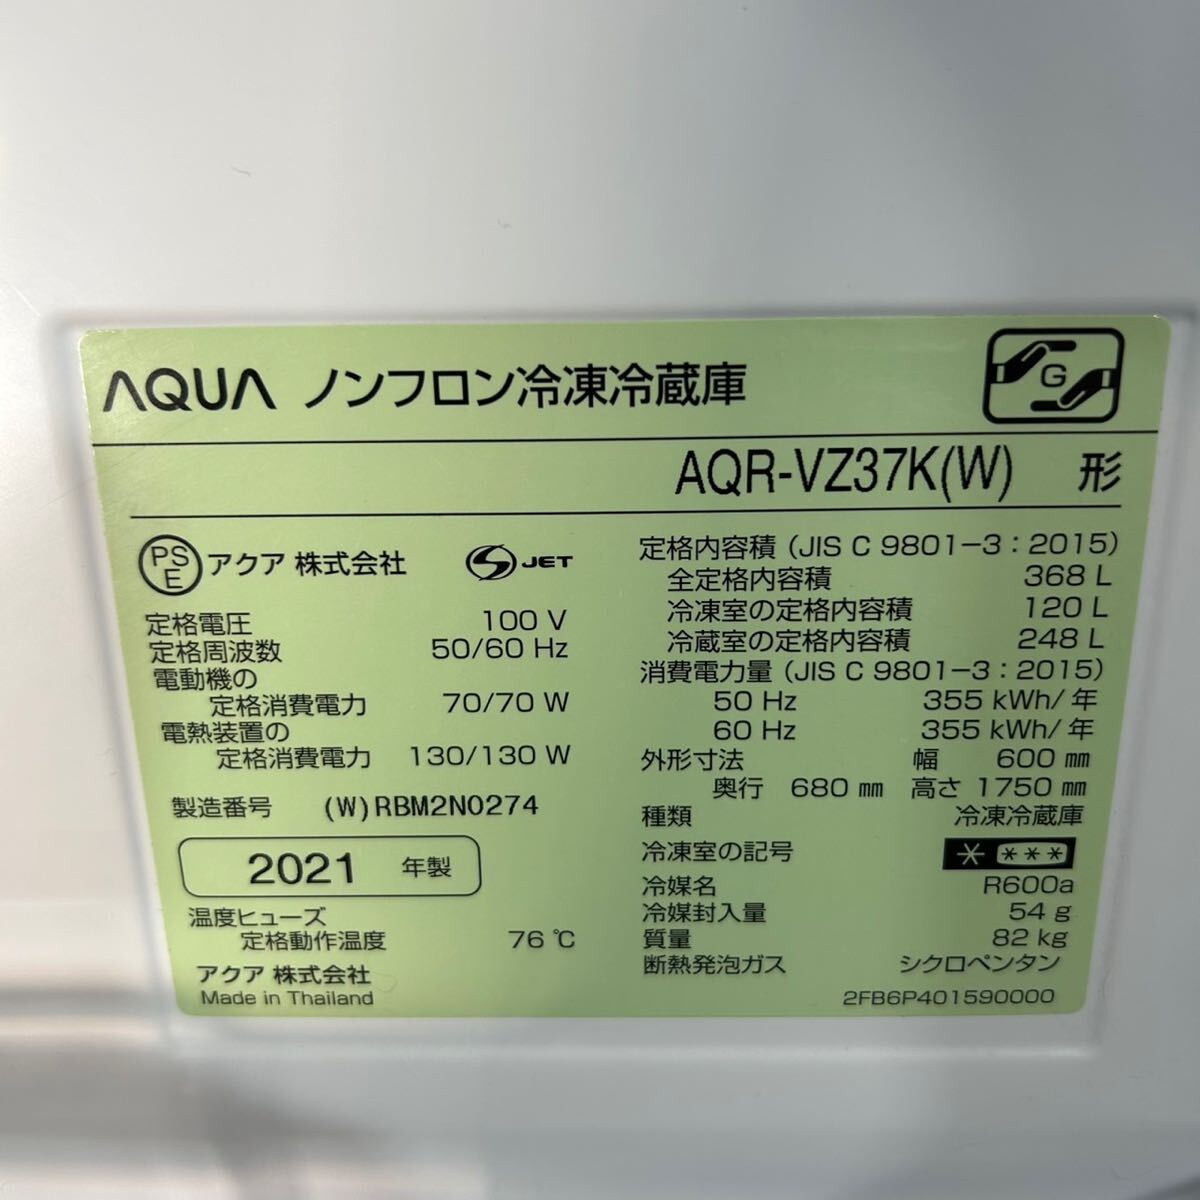 AQUA ノンフロン冷凍冷蔵庫
G
AQR-VZ37K(W) 形
PSE アクア 株式会社 JET
定格電圧 100 V
定格周波数 50/60 Hz
電動機の
定格消費電力 70/70 W
電熱装置の
定格消費電力 130/130 W
製造番号 (W)RBM2N0274
2021 年製
温度ヒューズ
定格動作温度 76 ℃
アクア 株式会社
Made in Thailand
定格内容積 (JIS C 9801-3:2015)
全定格内容積 368 L
冷凍室の定格内容積 120 L
冷蔵室の定格内容積 248 L
消費電力量 (JIS C 9801-3:2015)
50 Hz 355 kWh/年
60 Hz 355 kWh/年
外形寸法 幅 600 ㎜
奥行 680 ㎜ 高さ 1750 ㎜
種類 冷凍冷蔵庫
冷凍室の記号 * ***
冷媒名 R600a
冷媒封入量 54 g
質量 82 kg
断熱発泡ガス シクロペンタン
2FB6P401590000